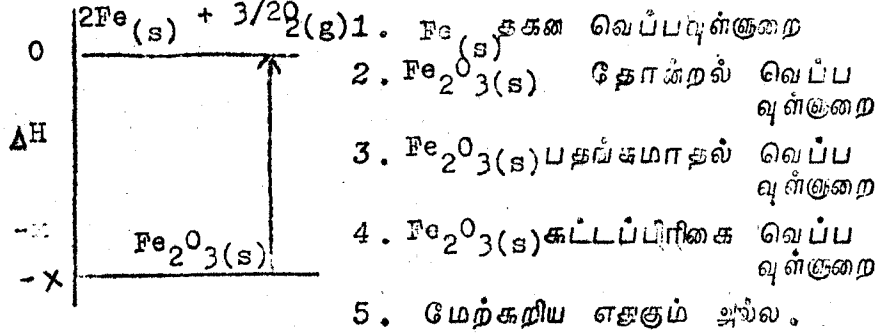 2Fe(s) + 3/2O2(g)
0
ΔH
-x
Fe2O3(s)
- X
1. Fe(s) தகன வெப்பவுள்ளுறை
2. Fe2O3(s) தோன்றல் வெப்ப
வுள்ளுறை
3. Fe2O3(s) பதங்கமாதல் வெப்ப
வுள்ளுறை
4. Fe2O3(s) கட்டப்பிரிகை வெப்ப
வுள்ளுறை
5. மேற்கூறிய எதுகும் அல்ல.